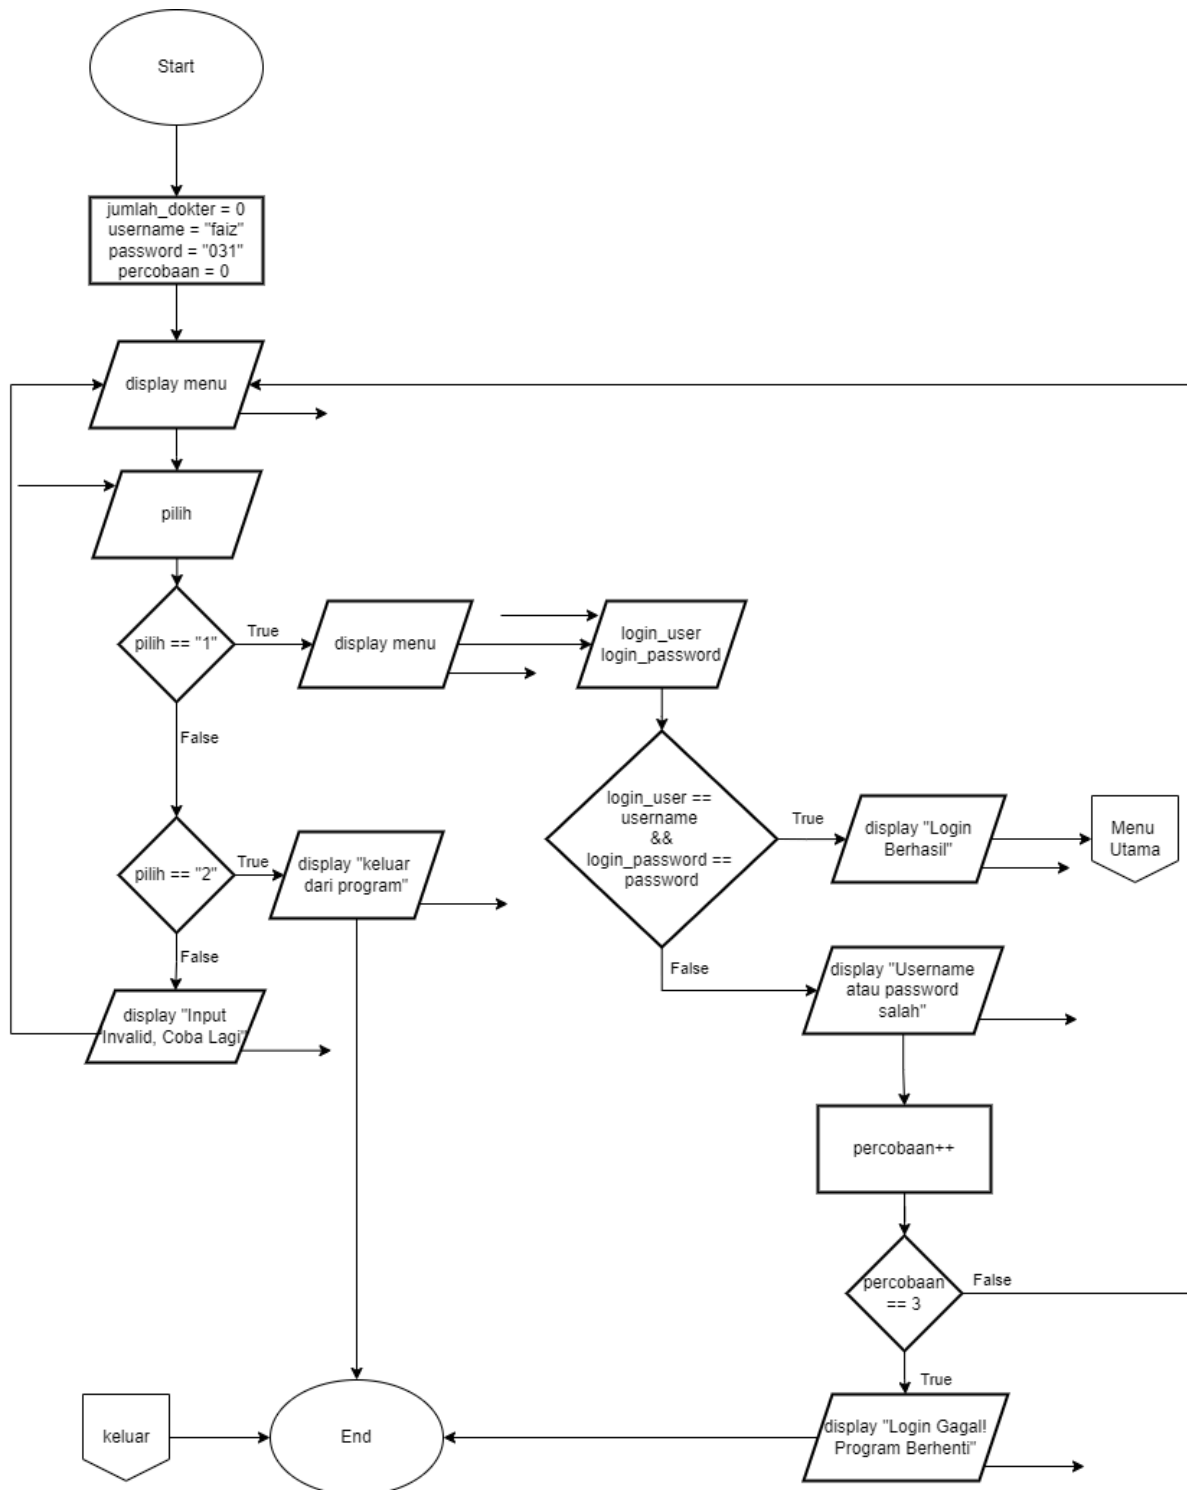 Start
jumlah_dokter = 0
username = "faiz"
password = "031"
percobaan = 0
display menu
pilih
pilih == "1"
True
display menu
login_user
login_password
False
login_user ==
username
&&
login_password ==
password
True
display "Login
Berhasil"
Menu
Utama
pilih == "2"
True
display "keluar
dari program"
False
display "Input
Invalid, Coba Lagi"
False
display "Username
atau password
salah"
percobaan++
percobaan
== 3
False
True
display "Login Gagal!
Program Berhenti"
keluar
End